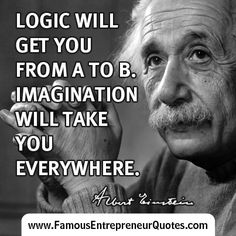 LOGIC WILL
GET YOU
FROM A TO B.
IMAGINATION
WILL TAKE
YOU
EVERYWHERE.
Albert Einstein
www.FamousEntrepreneurQuotes.com